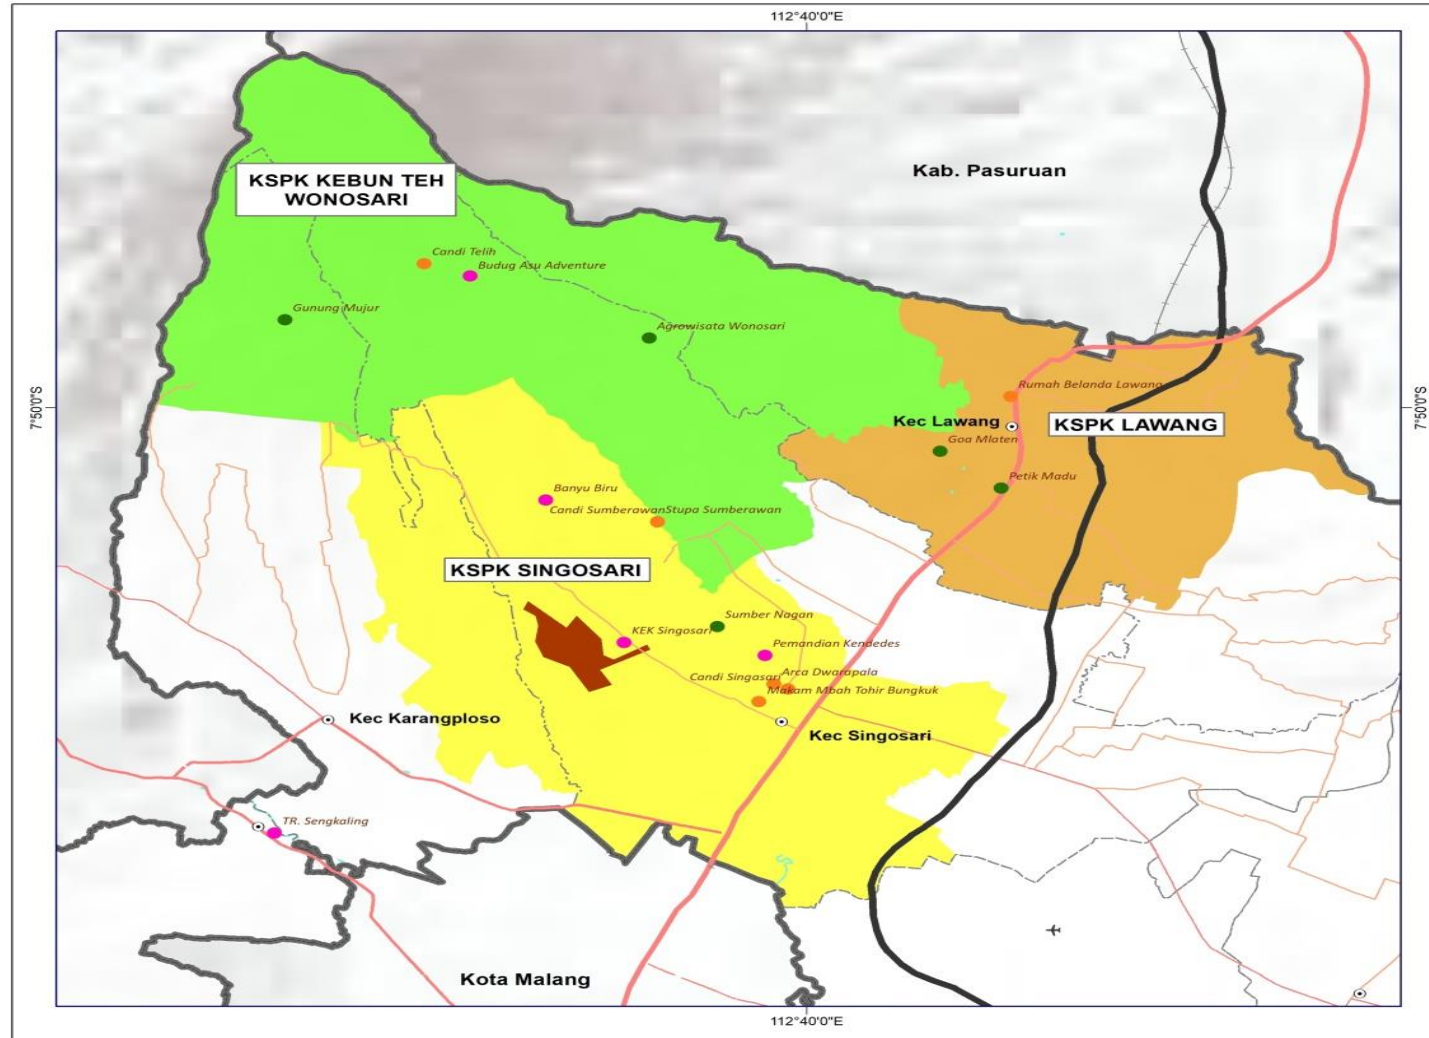 112°40'0"E
Kab. Pasuruan
KSPK KEBUN TEH
WONOSARI
Candi Telih
Budug Asu Adventure
Gunung Mujur
Agrowisata Wonosari
Rumah Belanda Lawang
7°50'0"S
7°50'0"S
Kec Lawang
KSPK LAWANG
Goa Mlaten
Petik Madu
Banyu Biru
Candi Sumberawan
Stupa Sumberawan
KSPK SINGOSARI
Sumber Nagan
KEK Singosari
Pemandian Kendedes
Candi Singasari
Arca Dwarapala
Makam Mbah Tohir Bungkuk
Kec Karangploso
Kec Singosari
TR. Sengkaling
Kota Malang
112°40'0"E